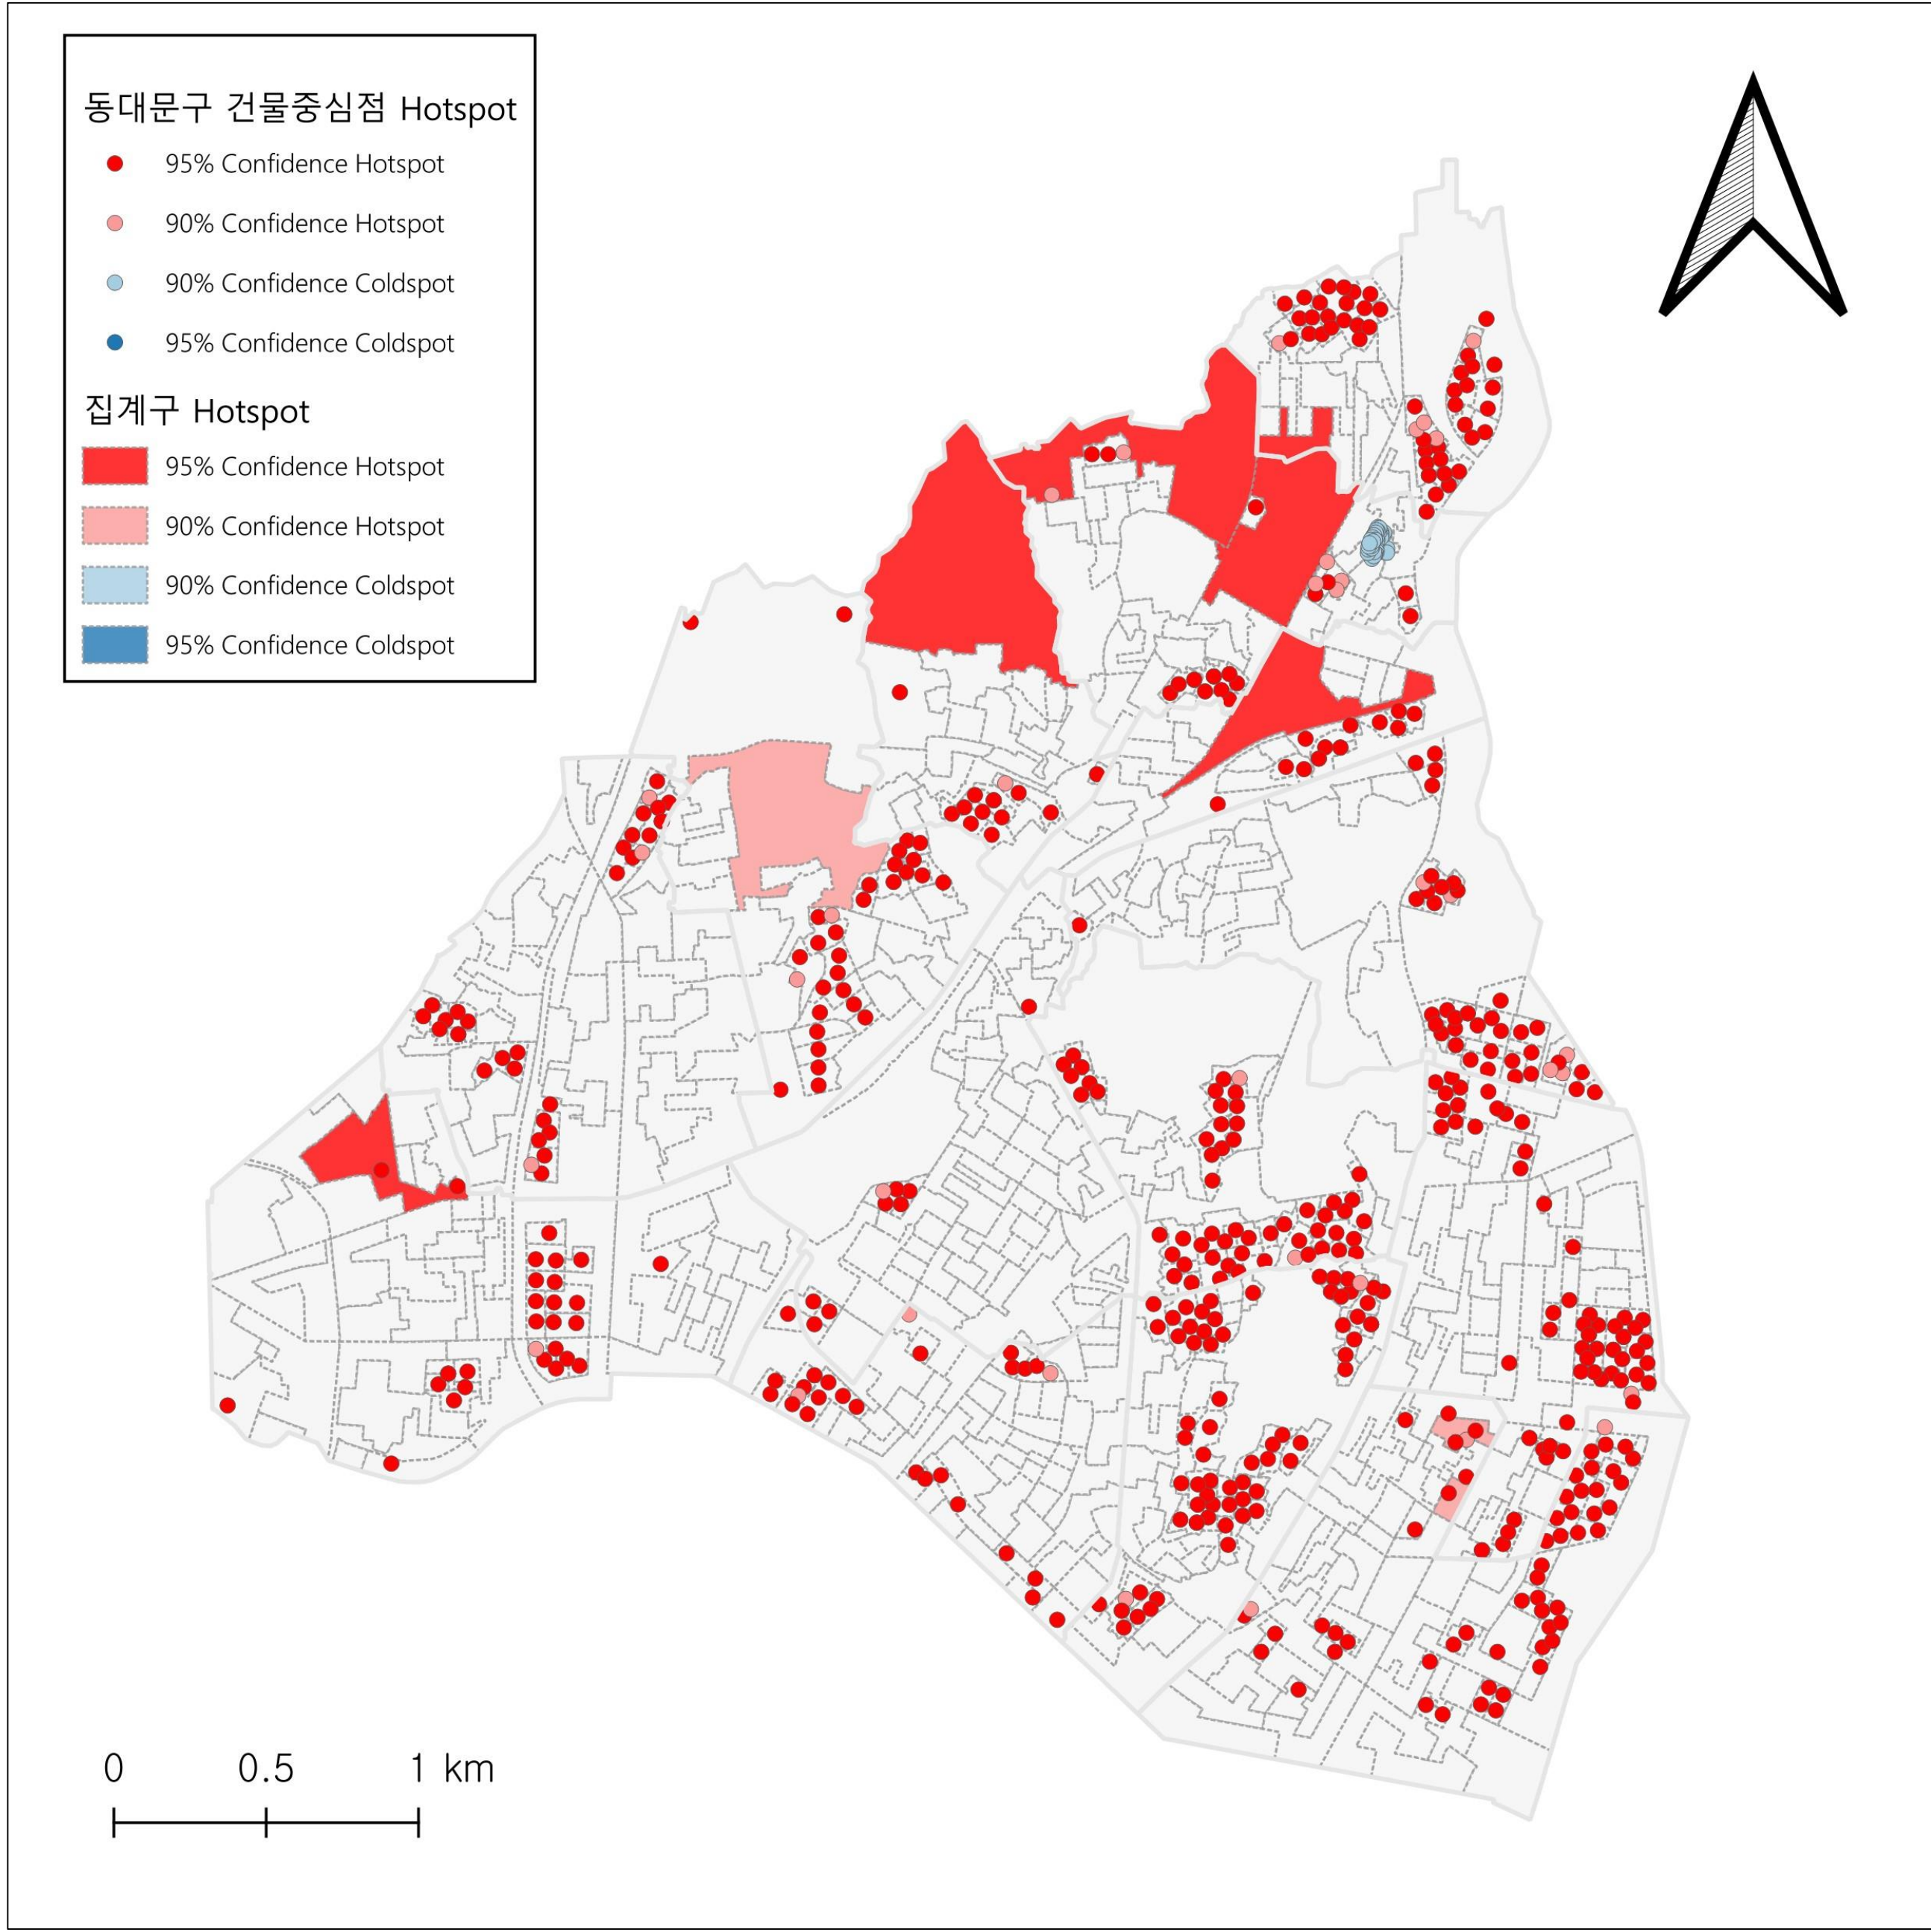 동대문구 건물중심점 Hotspot
95% Confidence Hotspot
90% Confidence Hotspot
90% Confidence Coldspot
95% Confidence Coldspot
집계구 Hotspot
95% Confidence Hotspot
90% Confidence Hotspot
90% Confidence Coldspot
95% Confidence Coldspot
0 0.5 1 km